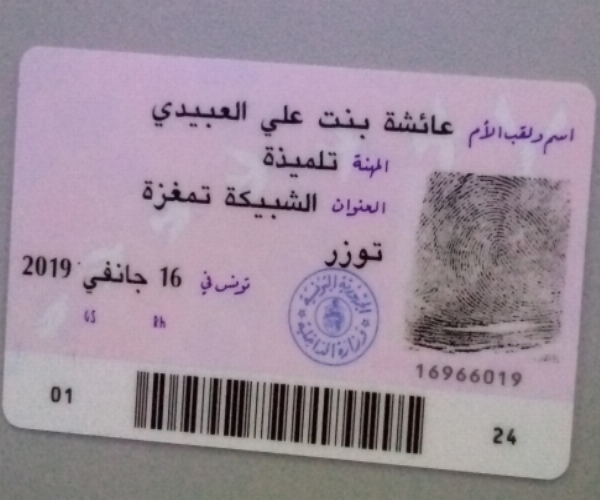 اسم ولقب الأم عائشة بنت علي العبيدي
المهنة تلميذة
العنوان الشبيكة تمغزة
توزر
تونس في 16 جانفي 2019
الجمهورية التونسية
وزارة الداخلية
16966019
01
24